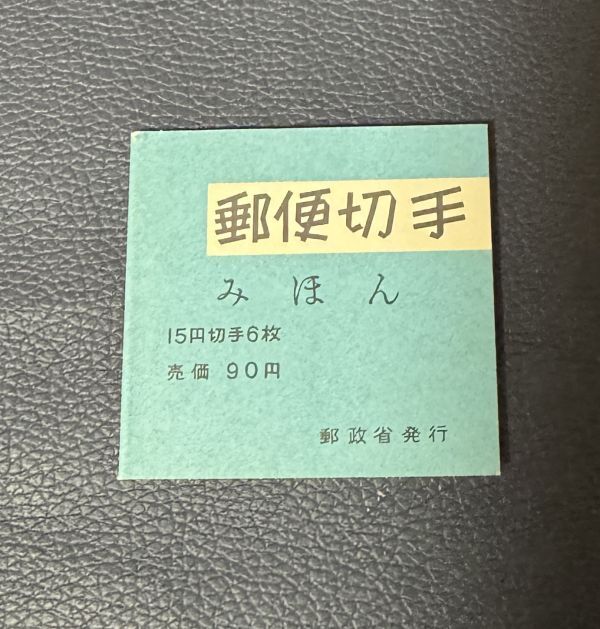 郵便切手
みほん
15円切手6枚
売価 90円
郵政省発行